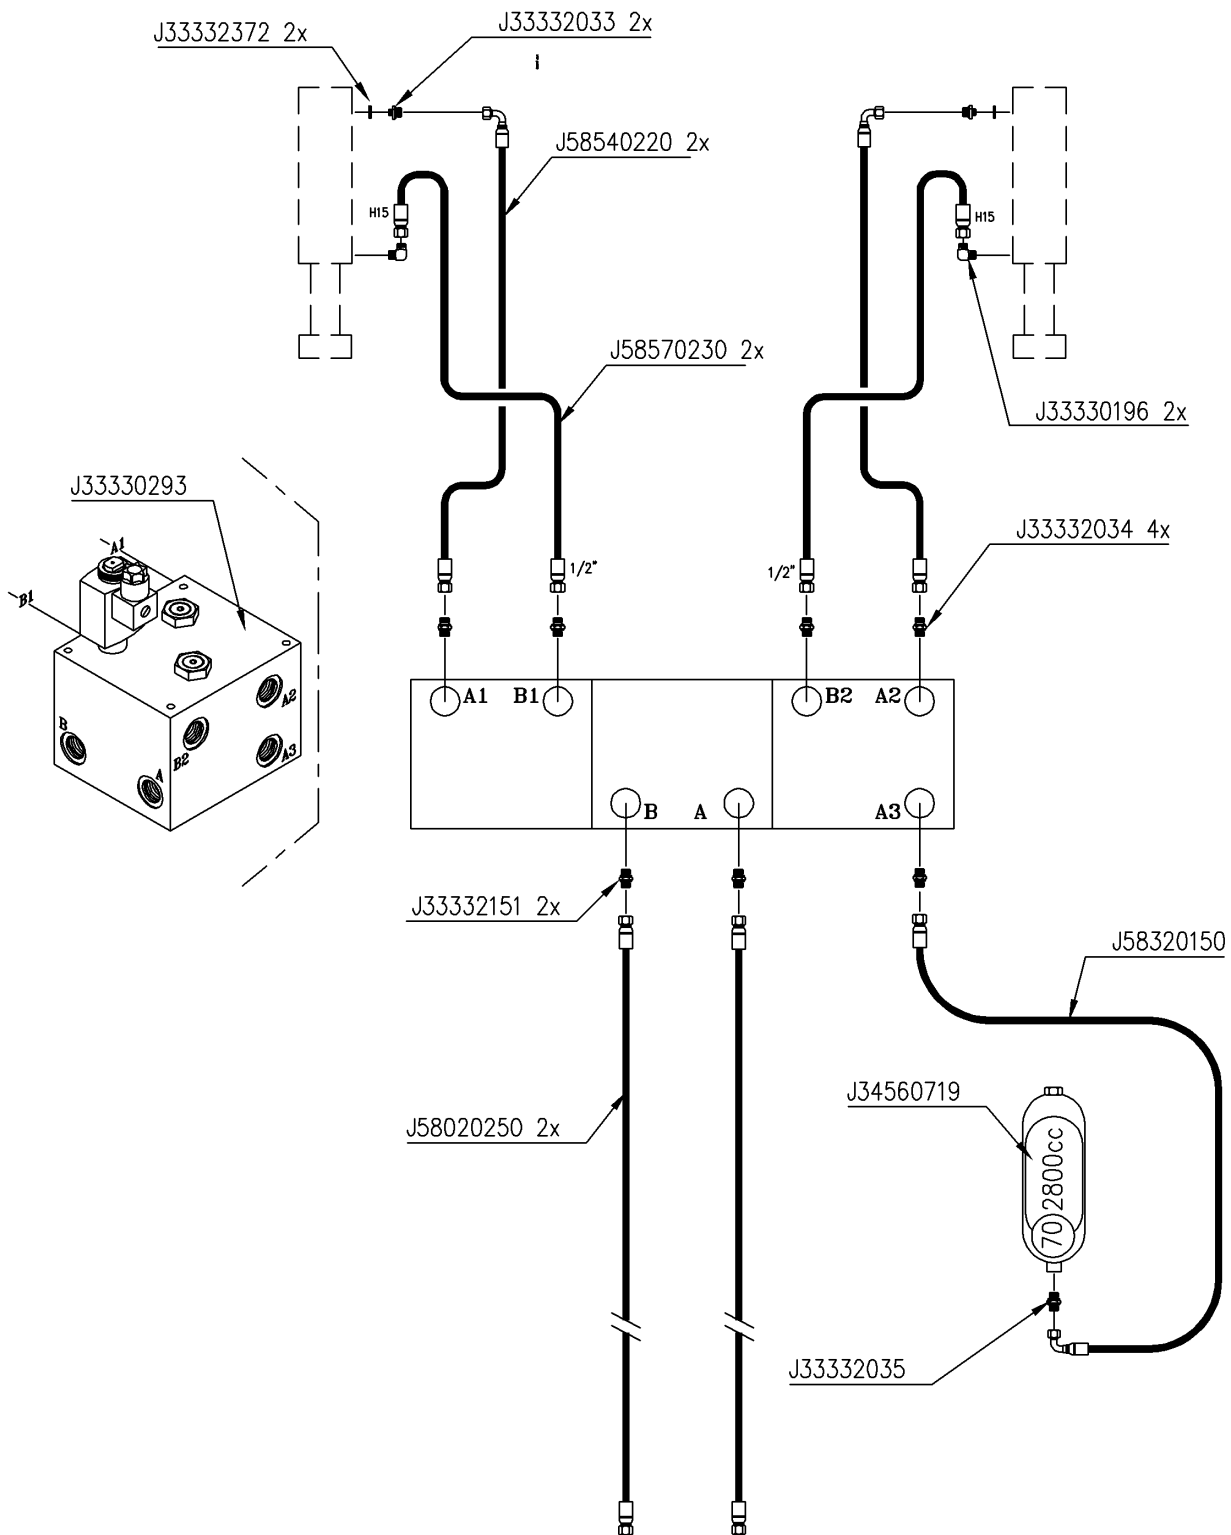 J33332372 2x
J33332033 2x
J58540220 2x
H15
H15
J58570230 2x
J33330196 2x
J33330293
A1
B1
A2
B
B2
A3
A
J33332034 4x
1/2"
1/2"
A1
B1
B2
A2
B
A
A3
J33332151 2x
J58320150
J34560719
70 2800cc
J58020250 2x
J33332035